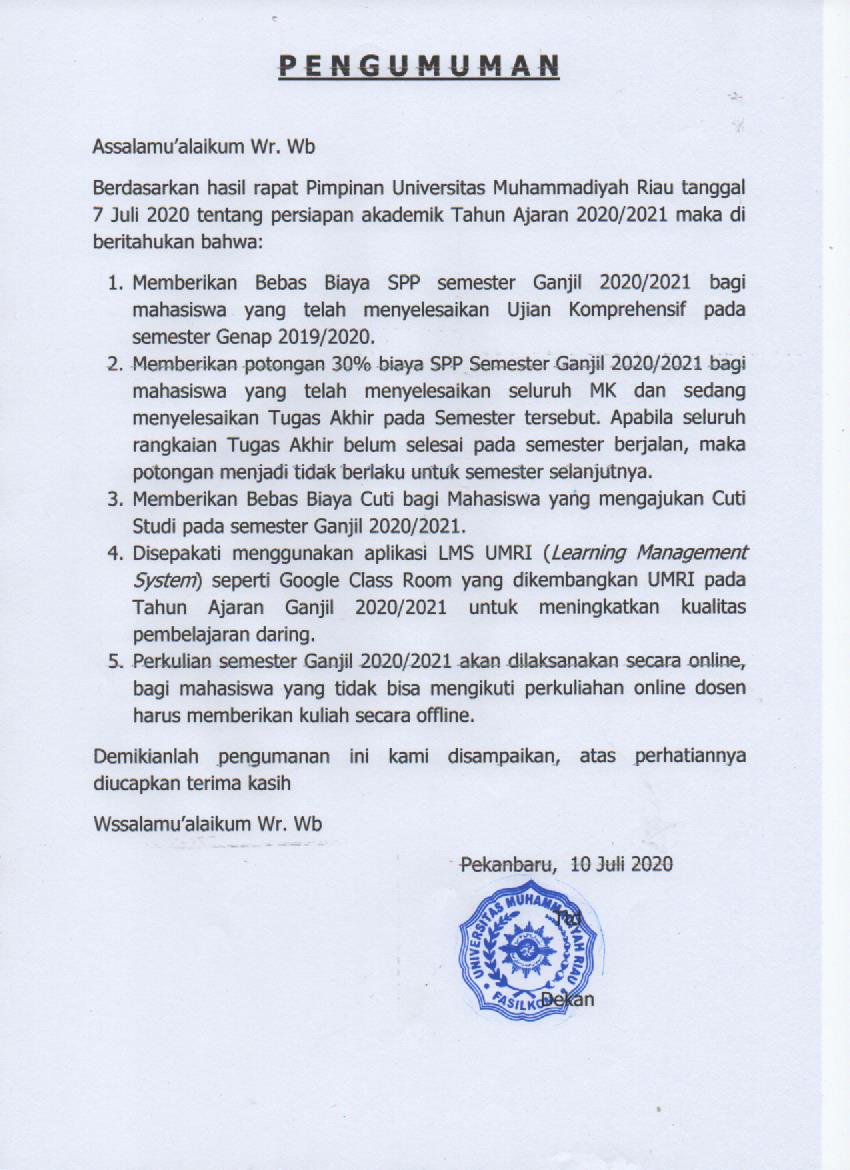 PENGUMUMAN
Assalamu'alaikum Wr. Wb
Berdasarkan hasil rapat Pimpinan Universitas Muhammadiyah Riau tanggal
7 Juli 2020 tentang persiapan akademik Tahun Ajaran 2020/2021 maka di
beritahukan bahwa:
1. Memberikan Bebas Biaya SPP semester Ganjil 2020/2021 bagi
mahasiswa yang telah menyelesaikan Ujian Komprehensif pada
semester Genap 2019/2020.
2. Memberikan potongan 30% biaya SPP Semester Ganjil 2020/2021 bagi
mahasiswa yang telah menyelesaikan seluruh MK dan sedang
menyelesaikan Tugas Akhir pada Semester tersebut. Apabila seluruh
rangkaian Tugas Akhir belum selesai pada semester berjalan, maka
potongan menjadi tidak berlaku untuk semester selanjutnya.
3. Memberikan Bebas Biaya Cuti bagi Mahasiswa yang mengajukan Cuti
Studi pada semester Ganjil 2020/2021.
4. Disepakati menggunakan aplikasi LMS UMRI (Learning Management
System) seperti Google Class Room yang dikembangkan UMRI pada
Tahun Ajaran Ganjil 2020/2021 untuk meningkatkan kualitas
pembelajaran daring.
5. Perkulian semester Ganjil 2020/2021 akan dilaksanakan secara online,
bagi mahasiswa yang tidak bisa mengikuti perkuliahan online dosen
harus memberikan kuliah secara offline.
Demikianlah pengumanan ini kami disampaikan, atas perhatiannya
diucapkan terima kasih
Wssalamu'alaikum Wr. Wb
Pekanbaru, 10 Juli 2020
Ttd
UNIVERSITAS MUHAMMADIYAH RIAU
FASILKOM
Dekan